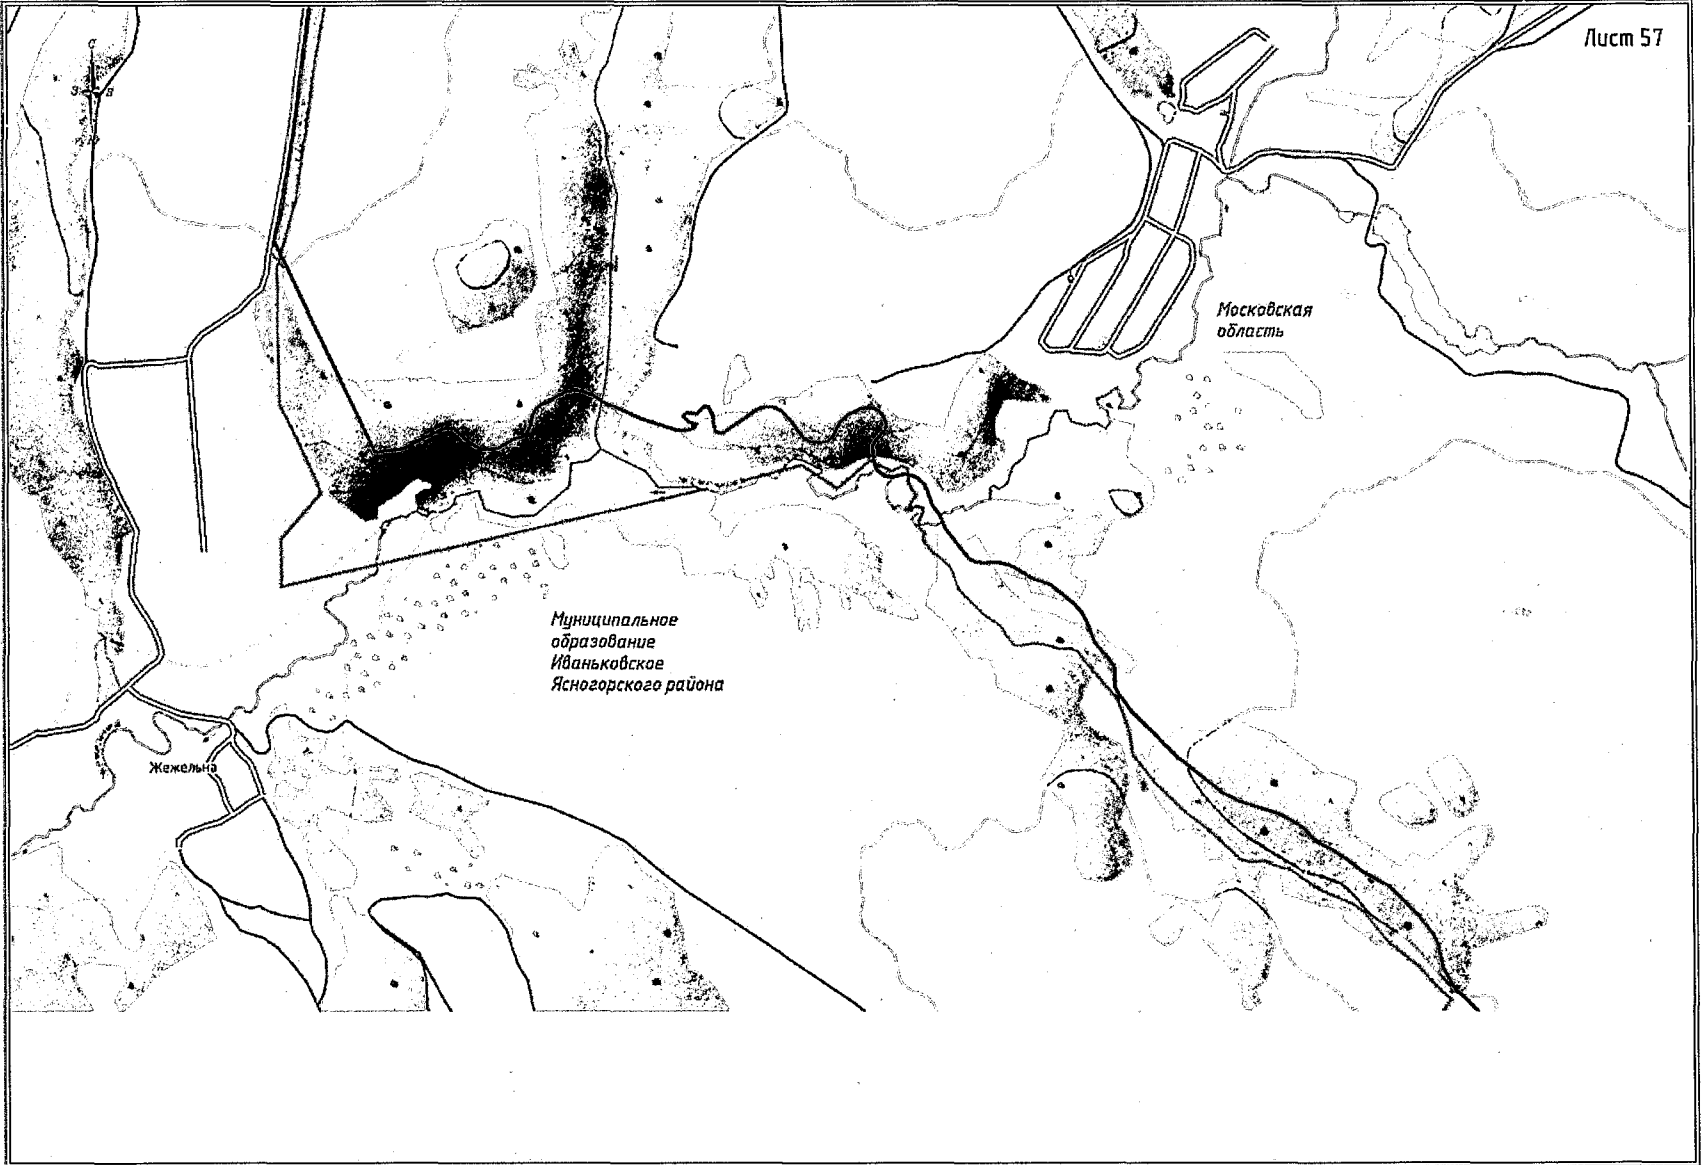 Лист 57
С
З В
Московская
область
Муниципальное
образование
Иваньковское
Ясногорского района
Жежельна